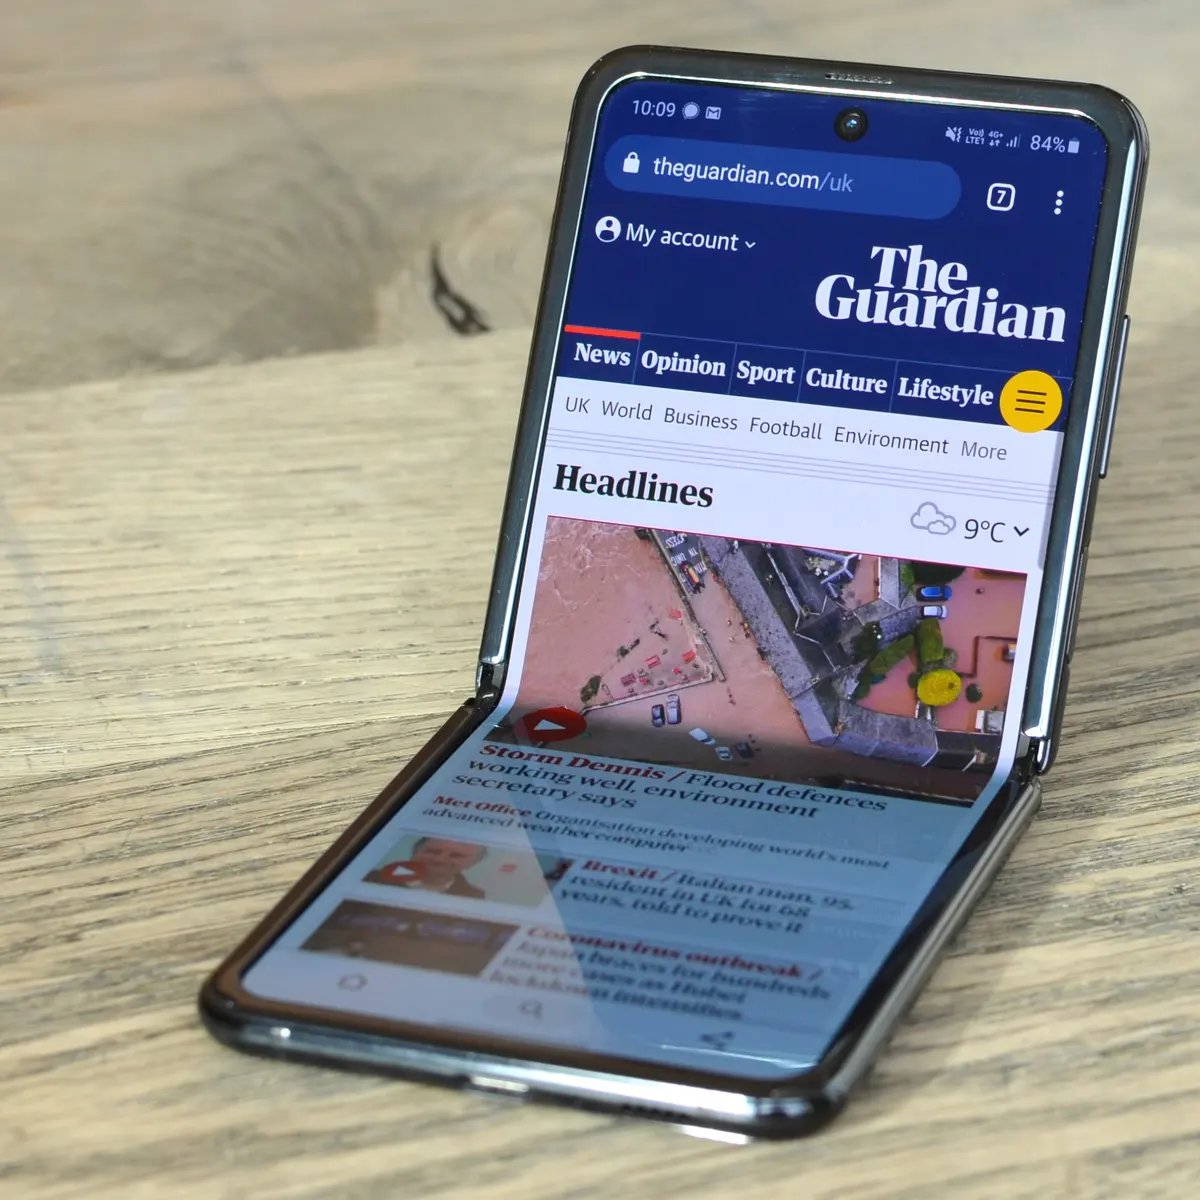 10:09
Vo)) 4G+ 84%
LTE1
theguardian.com/uk
7
My account
The
Guardian
News Opinion Sport Culture Lifestyle
UK World Business Football Environment More
Headlines
9°C
Storm Dennis / Flood defences
working well, environment
secretary says
Met Office Organisation developing world's most
advanced weather computer
Brexit / Italian man, 95,
resident in UK for 68
years, told to prove it
Coronavirus outbreak /
Japan braces for hundreds
more cases as Hubei
lockdown intensifies